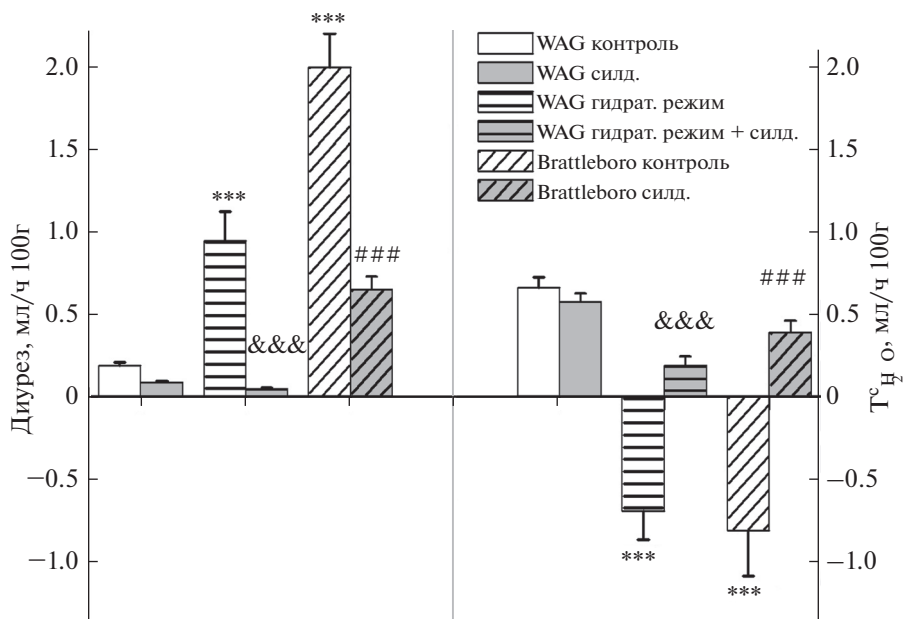 Диурез, мл/ч 100г
2.0
1.5
1.0
0.5
0
−0.5
−1.0
***
&&&
***
###
WAG контроль
WAG силд.
WAG гидрат. режим
WAG гидрат. режим + силд.
Brattleboro контроль
Brattleboro силд.
&&&
###
***
***
2.0
1.5
1.0
0.5
0
−0.5
−1.0
TcH2O, мл/ч 100г